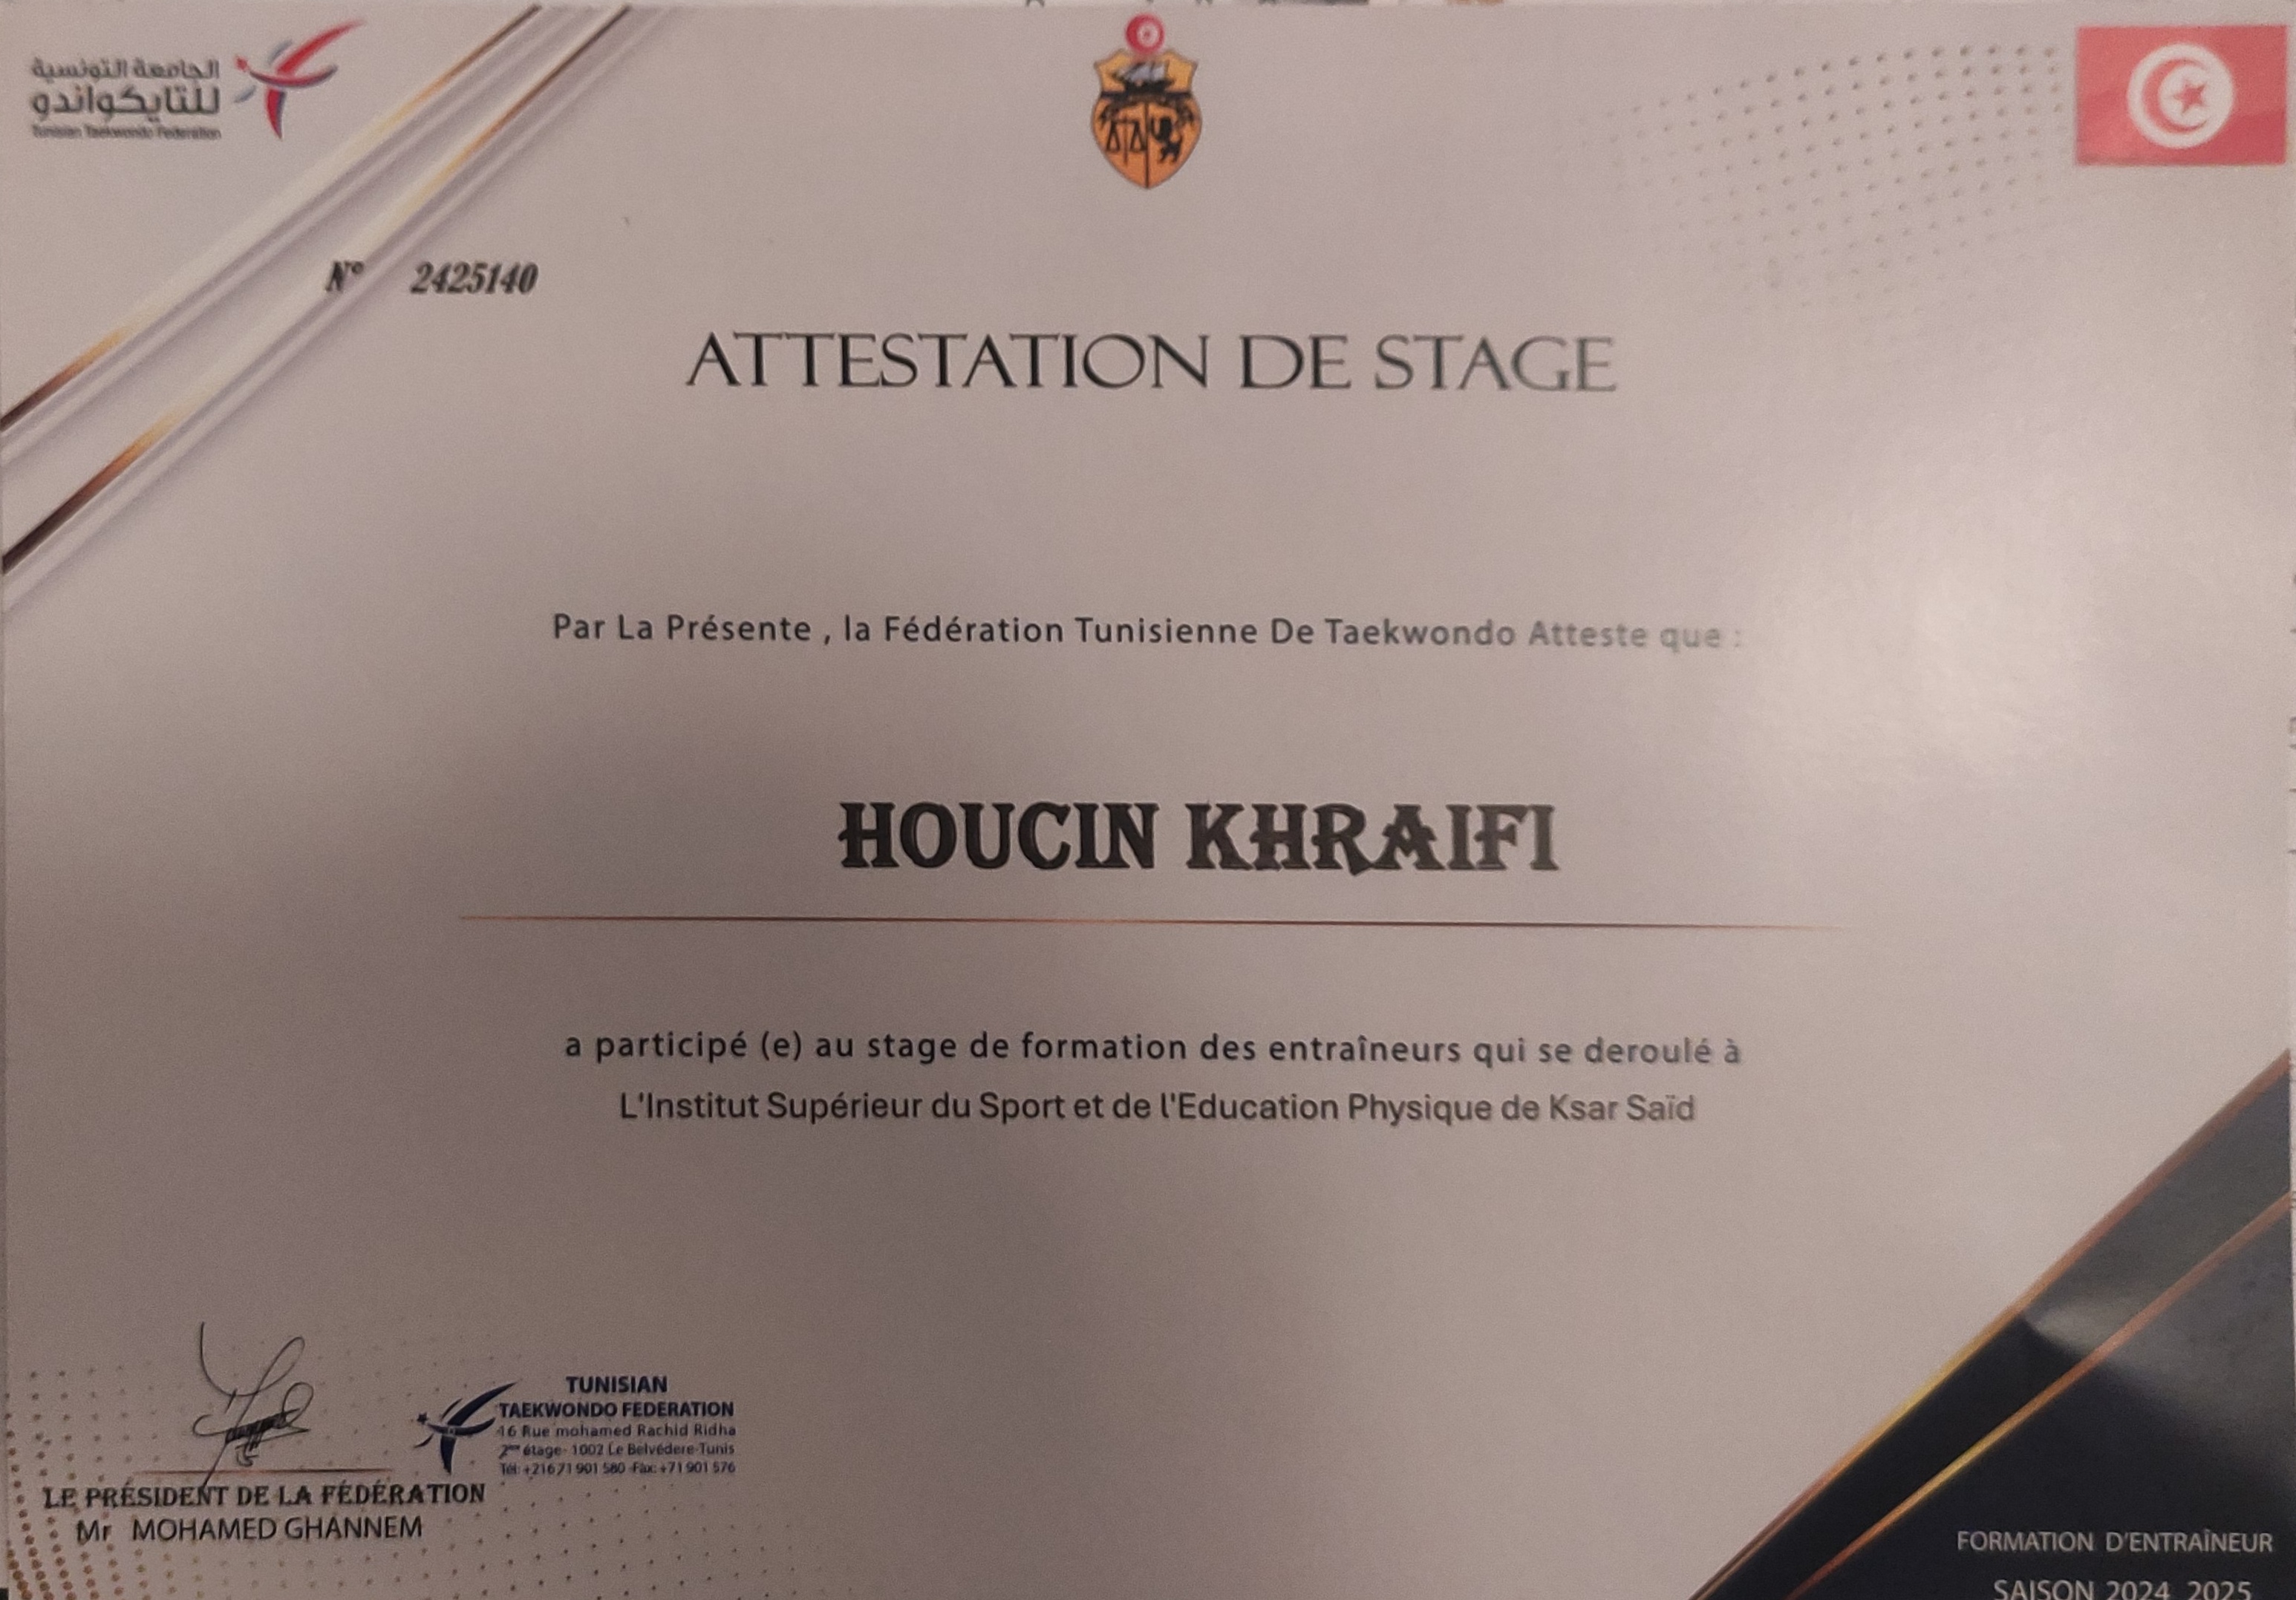 الجامعة التونسية
للتايكواندو
Tunisian Taekwondo Federation
N° 2425140
ATTESTATION DE STAGE
Par La Présente , la Fédération Tunisienne De Taekwondo Atteste que :
HOUCIN KHRAIFI
a participé (e) au stage de formation des entraîneurs qui se deroulé à
L'Institut Supérieur du Sport et de l'Education Physique de Ksar Saïd
TUNISIAN
TAEKWONDO FEDERATION
16 Rue mohamed Rachid Ridha
2ème étage- 1002 Le Belvédere-Tunis
Tél: +216 71 901 580 -Fax: +71 901 576
LE PRÉSIDENT DE LA FÉDÉRATION
Mr MOHAMED GHANNEM
FORMATION D'ENTRAÎNEUR
SAISON 2024 2025